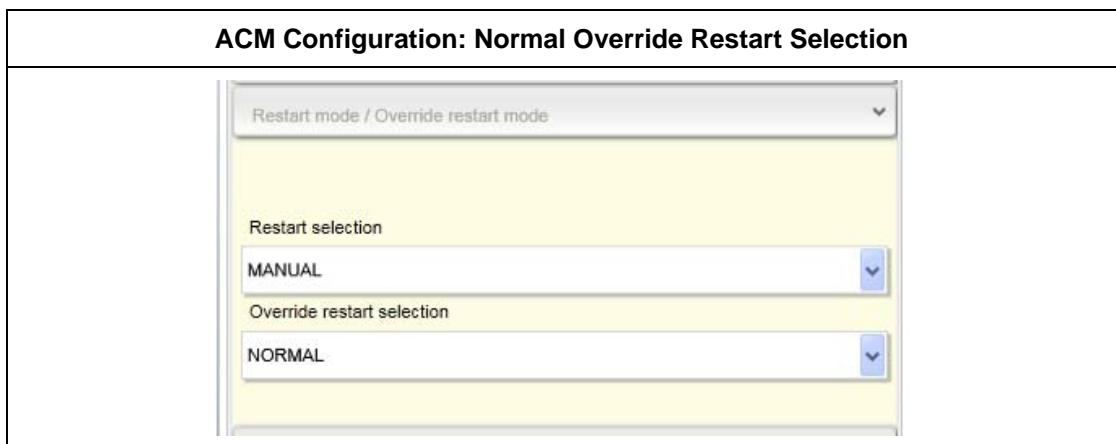 ACM Configuration: Normal Override Restart Selection
Restart mode / Override restart mode
Restart selection
MANUAL
Override restart selection
NORMAL